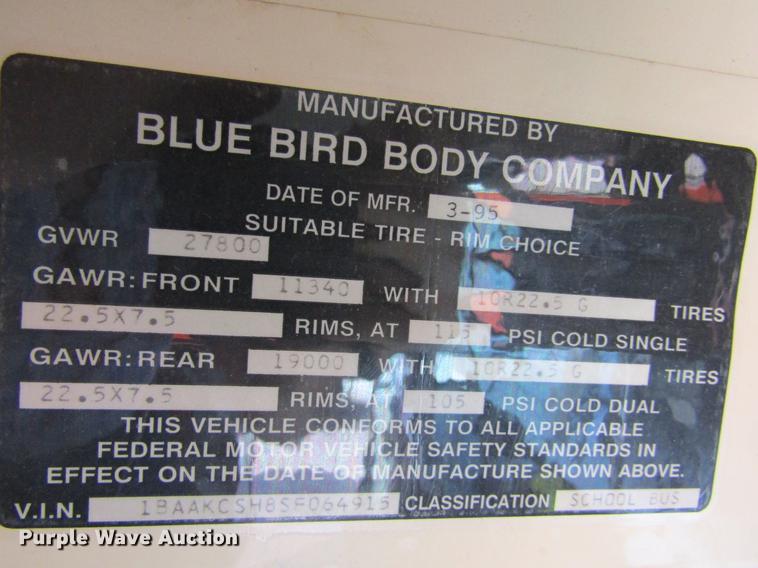 MANUFACTURED BY
BLUE BIRD BODY COMPANY
DATE OF MFR. 3-95
SUITABLE TIRE - RIM CHOICE
GVWR 27800
GAWR: FRONT 11340 WITH 10R22.5 G TIRES
22.5X7.5 RIMS, AT 115 PSI COLD SINGLE
GAWR: REAR 19000 WITH 10R22.5 G TIRES
22.5X7.5 RIMS, AT 105 PSI COLD DUAL
THIS VEHICLE CONFORMS TO ALL APPLICABLE
FEDERAL MOTOR VEHICLE SAFETY STANDARDS IN
EFFECT ON THE DATE OF MANUFACTURE SHOWN ABOVE.
V.I.N. 1BAAKCSH8SF064915 CLASSIFICATION SCHOOL BUS
Purple Wave Auction